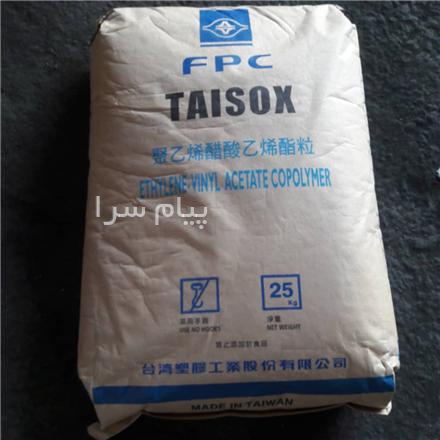 FPC
TAISOX
聚乙烯醋酸乙烯酯粒
ETHYLENE VINYL ACETATE COPOLYMER
پیام سرا
USE NO HOOKS
25 Kg
淨重
NET WEIGHT
台灣塑膠工業股份有限公司
MADE IN TAIWAN